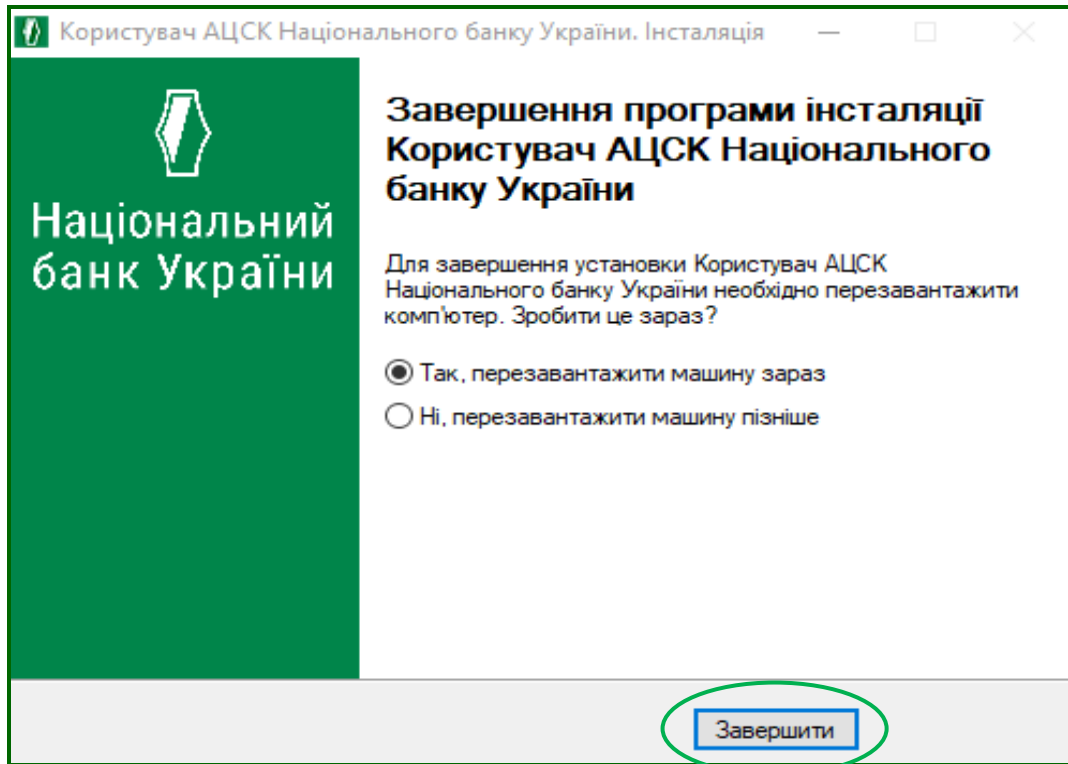 Користувач АЦСК Національного банку України. Інсталяція
Національний
банк України
Завершення програми інсталяції
Користувач АЦСК Національного
банку України
Для завершення установки Користувач АЦСК
Національного банку України необхідно перезавантажити
комп'ютер. Зробити це зараз?
Так, перезавантажити машину зараз
Ні, перезавантажити машину пізніше
Завершити